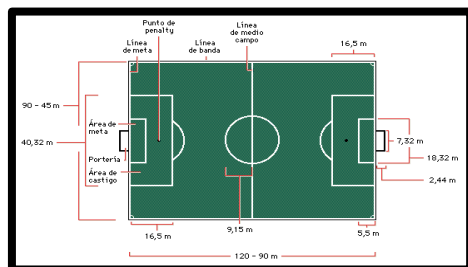 Punto de
penalty
Línea
de meta
Línea
de banda
Línea
de medio
campo
16,5 m
90 - 45 m
Área de
meta
40,32 m
7,32 m
Portería
18,32 m
Área de
castigo
2,44 m
9,15 m
16,5 m
5,5 m
120 - 90 m